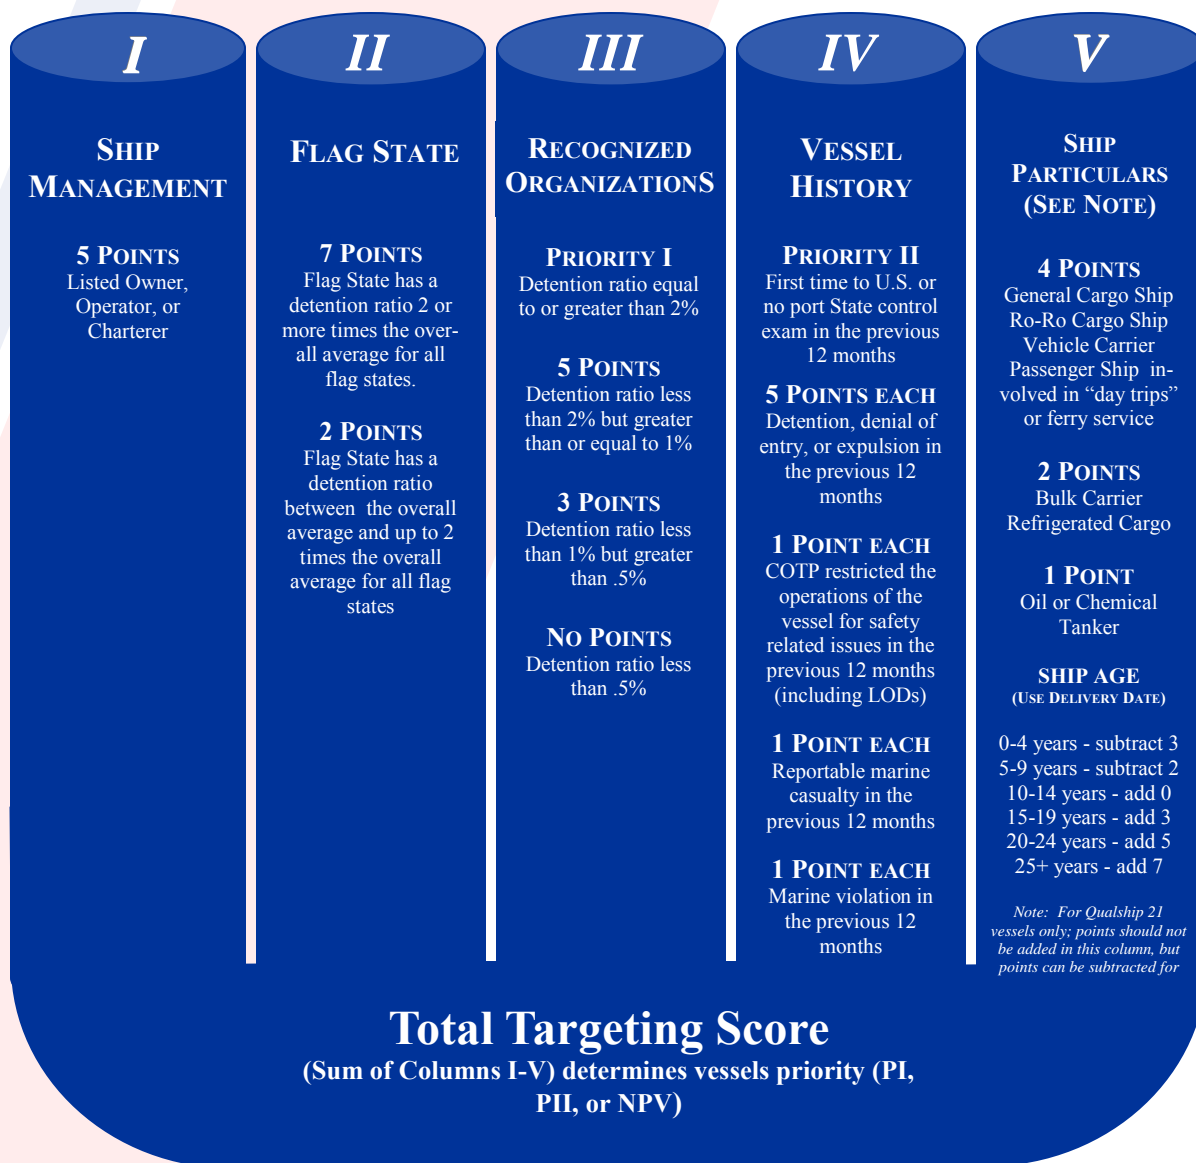 I
SHIP
MANAGEMENT
5 POINTS
Listed Owner,
Operator, or
Charterer
II
FLAG STATE
7 POINTS
Flag State has a
detention ratio 2 or
more times the over-
all average for all
flag states.
2 POINTS
Flag State has a
detention ratio
between the overall
average and up to 2
times the overall
average for all flag
states
III
RECOGNIZED
ORGANIZATIONS
PRIORITY I
Detention ratio equal
to or greater than 2%
5 POINTS
Detention ratio less
than 2% but greater
than or equal to 1%
3 POINTS
Detention ratio less
than 1% but greater
than .5%
NO POINTS
Detention ratio less
than .5%
IV
VESSEL
HISTORY
PRIORITY II
First time to U.S. or
no port State control
exam in the previous
12 months
5 POINTS EACH
Detention, denial of
entry, or expulsion in
the previous 12
months
1 POINT EACH
COTP restricted the
operations of the
vessel for safety
related issues in the
previous 12 months
(including LODs)
1 POINT EACH
Reportable marine
casualty in the
previous 12 months
1 POINT EACH
Marine violation in
the previous 12
months
V
SHIP
PARTICULARS
(SEE NOTE)
4 POINTS
General Cargo Ship
Ro-Ro Cargo Ship
Vehicle Carrier
Passenger Ship in-
volved in “day trips”
or ferry service
2 POINTS
Bulk Carrier
Refrigerated Cargo
1 POINT
Oil or Chemical
Tanker
SHIP AGE
(USE DELIVERY DATE)
0-4 years - subtract 3
5-9 years - subtract 2
10-14 years - add 0
15-19 years - add 3
20-24 years - add 5
25+ years - add 7
Note: For Qualship 21
vessels only; points should not
be added in this column, but
points can be subtracted for
Total Targeting Score
(Sum of Columns I-V) determines vessels priority (PI,
PII, or NPV)